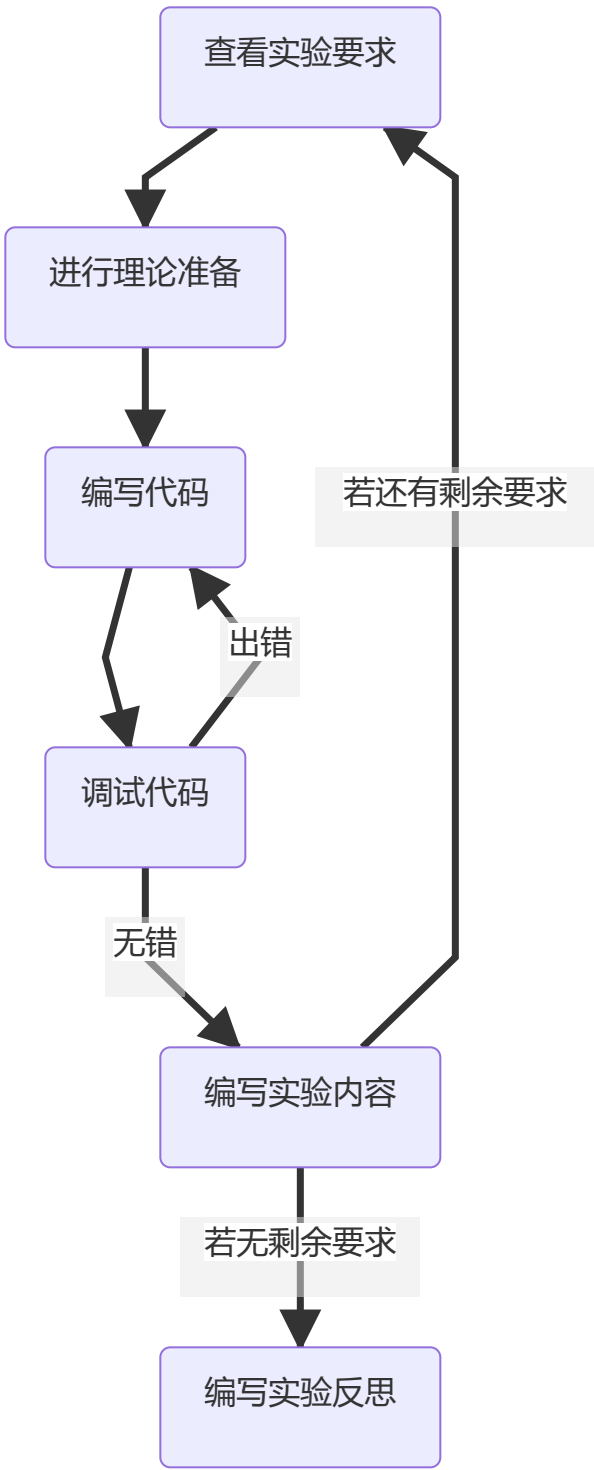 查看实验要求
进行理论准备
编写代码
若还有剩余要求
出错
调试代码
无错
编写实验内容
若无剩余要求
编写实验反思